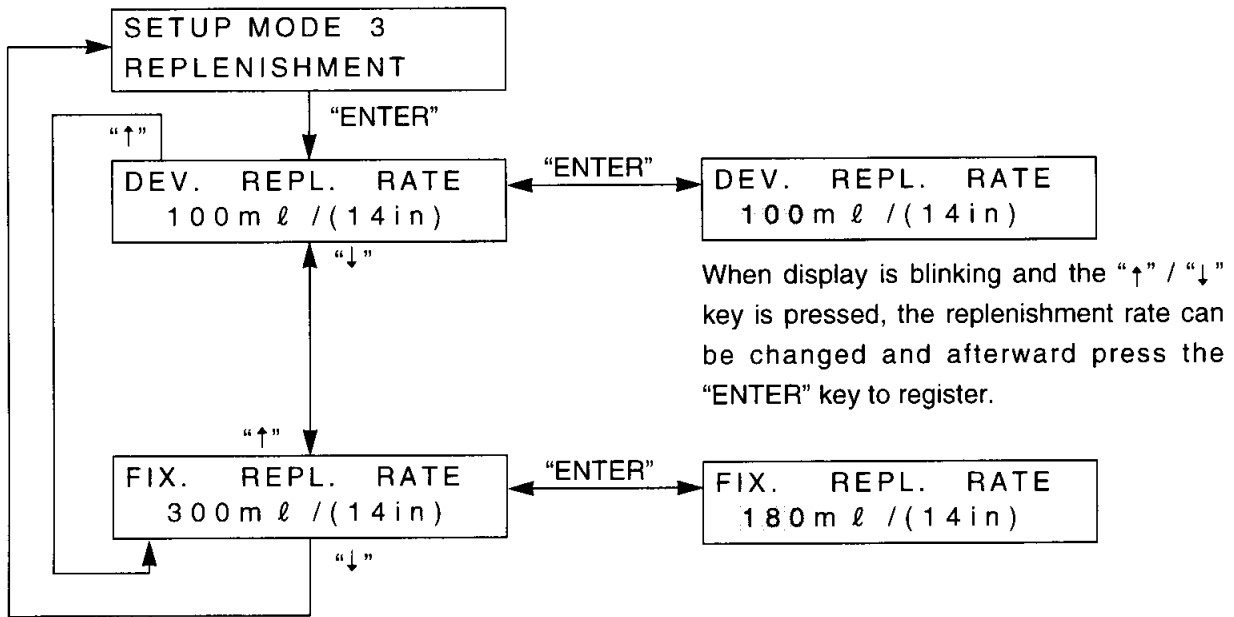 SETUP MODE 3
REPLENISHMENT
“ENTER”
“↑”
DEV. REPL. RATE
100mℓ /(14in)
“ENTER”
DEV. REPL. RATE
100mℓ /(14in)
“↓”
When display is blinking and the “↑” / “↓”
key is pressed, the replenishment rate can
be changed and afterward press the
“ENTER” key to register.
“↑”
FIX. REPL. RATE
300mℓ /(14in)
“ENTER”
FIX. REPL. RATE
180mℓ /(14in)
“↓”